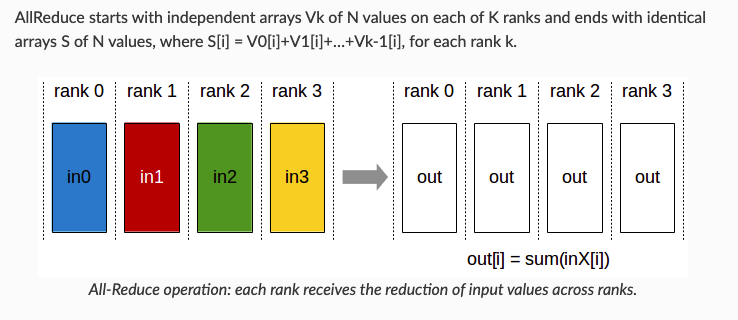 AllReduce starts with independent arrays Vk of N values on each of K ranks and ends with identical
arrays S of N values, where S[i] = V0[i]+V1[i]+...+Vk-1[i], for each rank k.
rank 0 rank 1 rank 2 rank 3 rank 0 rank 1 rank 2 rank 3
in0 in1 in2 in3 out out out out
out[i] = sum(inX[i])
All-Reduce operation: each rank receives the reduction of input values across ranks.